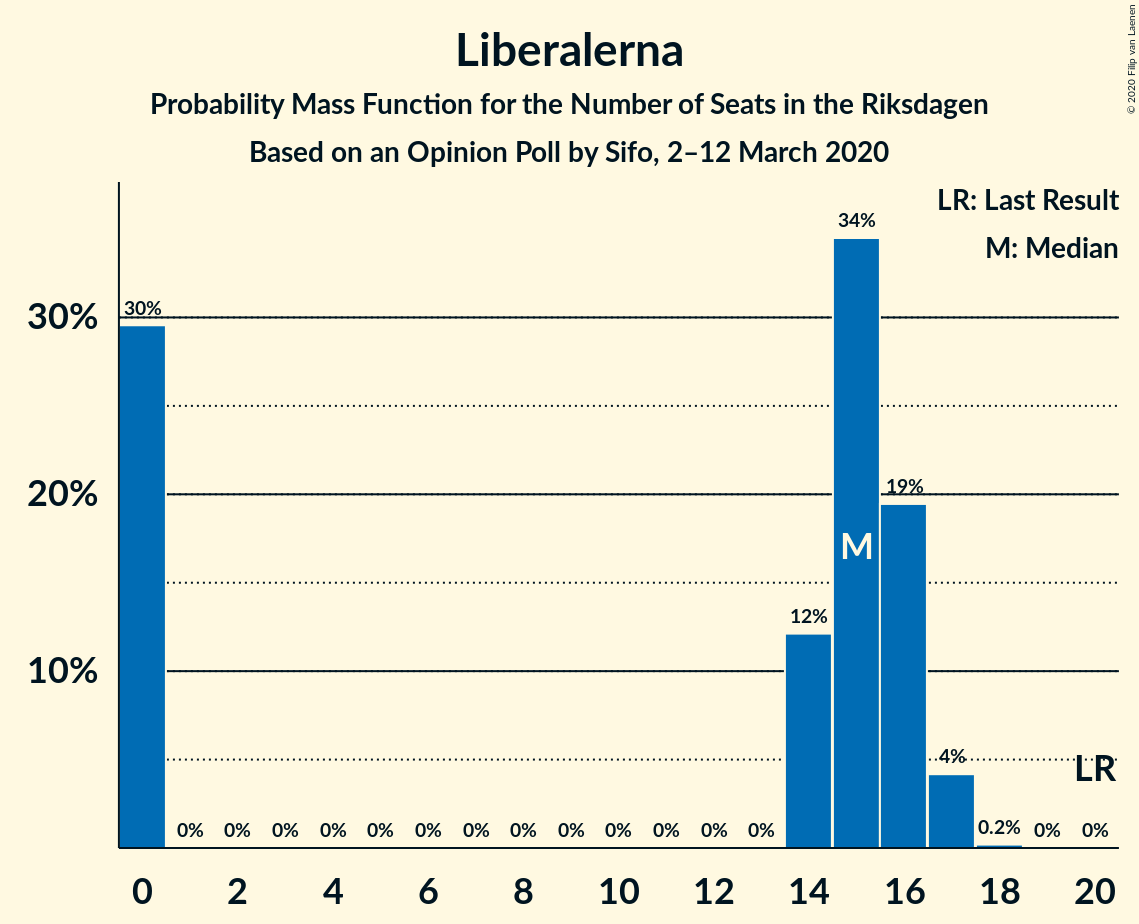 Liberalerna
Probability Mass Function for the Number of Seats in the Riksdagen
Based on an Opinion Poll by Sifo, 2–12 March 2020
© 2020 Filip van Laenen
LR: Last Result
M: Median
34%
30%
30%
20%
19%
M
12%
10%
4%
LR
0% 0% 0% 0% 0% 0% 0% 0% 0% 0% 0% 0% 0% 0.2% 0% 0%
0 2 4 6 8 10 12 14 16 18 20